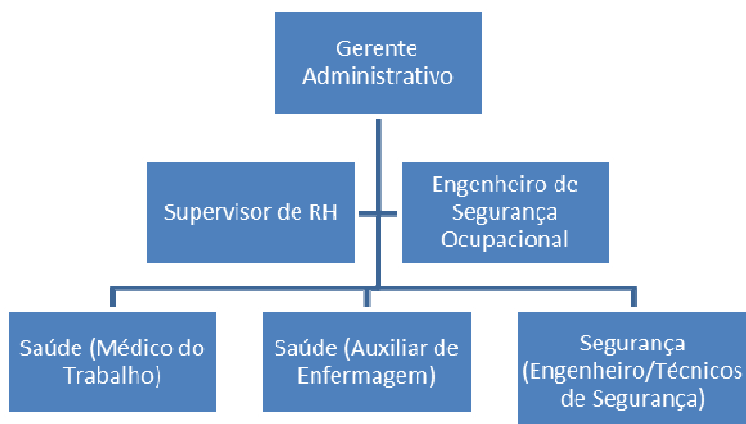 Gerente
Administrativo
Supervisor de RH
Engenheiro de
Segurança
Ocupacional
Saúde (Médico do
Trabalho)
Saúde (Auxiliar de
Enfermagem)
Segurança
(Engenheiro/Técnicos
de Segurança)